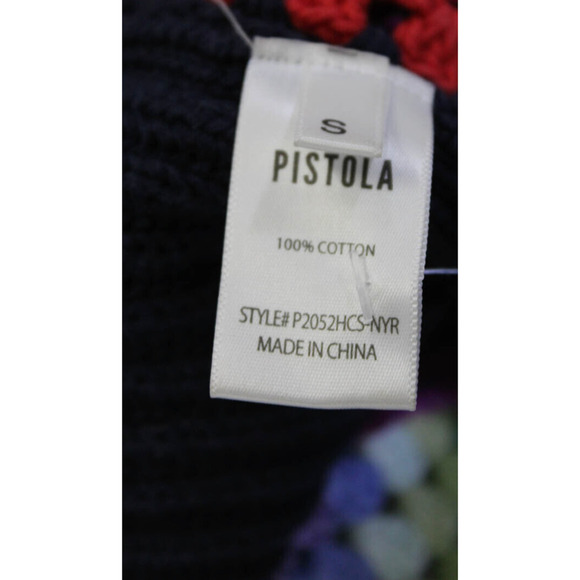 S
PISTOLA
100% COTTON
STYLE# P2052HCS-NYR
MADE IN CHINA